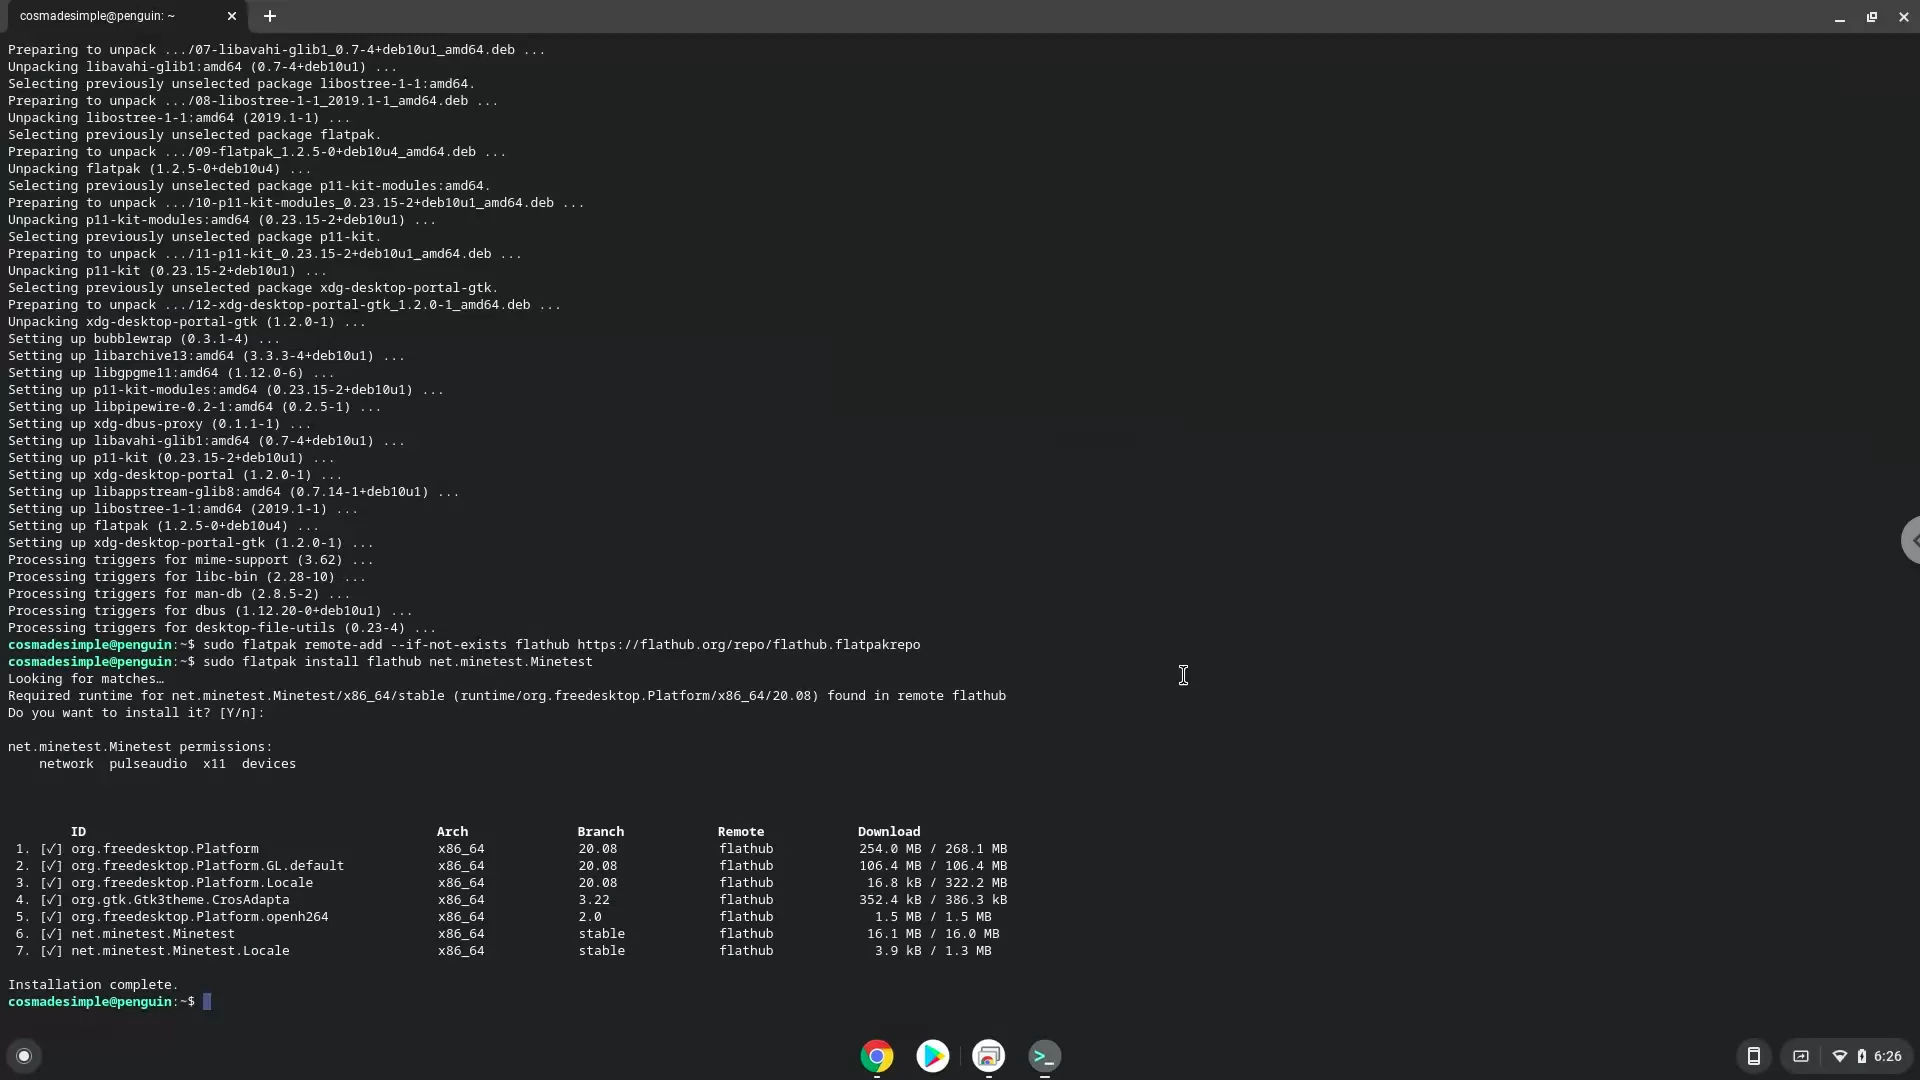 cosmadesimple@penguin: ~
Preparing to unpack .../07-libavahi-glib1_0.7-4+deb10u1_amd64.deb ...
Unpacking libavahi-glib1:amd64 (0.7-4+deb10u1) ...
Selecting previously unselected package libostree-1-1:amd64.
Preparing to unpack .../08-libostree-1-1_2019.1-1_amd64.deb ...
Unpacking libostree-1-1:amd64 (2019.1-1) ...
Selecting previously unselected package flatpak.
Preparing to unpack .../09-flatpak_1.2.5-0+deb10u4_amd64.deb ...
Unpacking flatpak (1.2.5-0+deb10u4) ...
Selecting previously unselected package p11-kit-modules:amd64.
Preparing to unpack .../10-p11-kit-modules_0.23.15-2+deb10u1_amd64.deb ...
Unpacking p11-kit-modules:amd64 (0.23.15-2+deb10u1) ...
Selecting previously unselected package p11-kit.
Preparing to unpack .../11-p11-kit_0.23.15-2+deb10u1_amd64.deb ...
Unpacking p11-kit (0.23.15-2+deb10u1) ...
Selecting previously unselected package xdg-desktop-portal-gtk.
Preparing to unpack .../12-xdg-desktop-portal-gtk_1.2.0-1_amd64.deb ...
Unpacking xdg-desktop-portal-gtk (1.2.0-1) ...
Setting up bubblewrap (0.3.1-4) ...
Setting up libarchive13:amd64 (3.3.3-4+deb10u1) ...
Setting up libgpgme11:amd64 (1.12.0-6) ...
Setting up p11-kit-modules:amd64 (0.23.15-2+deb10u1) ...
Setting up libpipewire-0.2-1:amd64 (0.2.5-1) ...
Setting up xdg-dbus-proxy (0.1.1-1) ...
Setting up libavahi-glib1:amd64 (0.7-4+deb10u1) ...
Setting up p11-kit (0.23.15-2+deb10u1) ...
Setting up xdg-desktop-portal (1.2.0-1) ...
Setting up libappstream-glib8:amd64 (0.7.14-1+deb10u1) ...
Setting up libostree-1-1:amd64 (2019.1-1) ...
Setting up flatpak (1.2.5-0+deb10u4) ...
Setting up xdg-desktop-portal-gtk (1.2.0-1) ...
Processing triggers for mime-support (3.62) ...
Processing triggers for libc-bin (2.28-10) ...
Processing triggers for man-db (2.8.5-2) ...
Processing triggers for dbus (1.12.20-0+deb10u1) ...
Processing triggers for desktop-file-utils (0.23-4) ...
cosmadesimple@penguin:~$ sudo flatpak remote-add --if-not-exists flathub https://flathub.org/repo/flathub.flatpakrepo
cosmadesimple@penguin:~$ sudo flatpak install flathub net.minetest.Minetest
Looking for matches…
Required runtime for net.minetest.Minetest/x86_64/stable (runtime/org.freedesktop.Platform/x86_64/20.08) found in remote flathub
Do you want to install it? [Y/n]:
net.minetest.Minetest permissions:
network pulseaudio x11 devices
ID Arch Branch Remote Download
1. [✓] org.freedesktop.Platform x86_64 20.08 flathub 254.0 MB / 268.1 MB
2. [✓] org.freedesktop.Platform.GL.default x86_64 20.08 flathub 106.4 MB / 106.4 MB
3. [✓] org.freedesktop.Platform.Locale x86_64 20.08 flathub 16.8 kB / 322.2 MB
4. [✓] org.gtk.Gtk3theme.CrosAdapta x86_64 3.22 flathub 352.4 kB / 386.3 kB
5. [✓] org.freedesktop.Platform.openh264 x86_64 2.0 flathub 1.5 MB / 1.5 MB
6. [✓] net.minetest.Minetest x86_64 stable flathub 16.1 MB / 16.0 MB
7. [✓] net.minetest.Minetest.Locale x86_64 stable flathub 3.9 kB / 1.3 MB
Installation complete.
cosmadesimple@penguin:~$
6:26